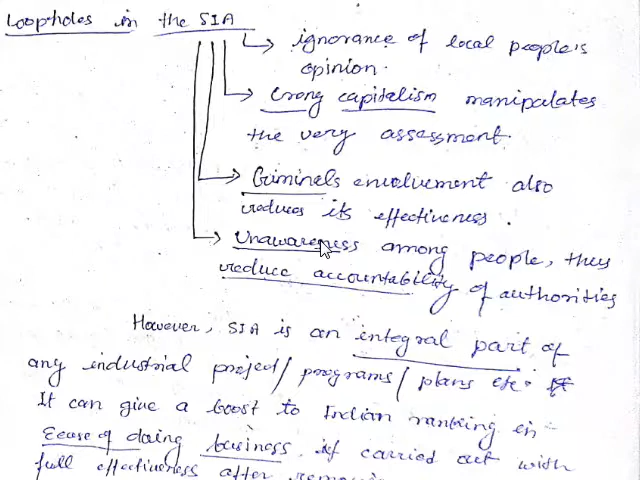 Loopholes in the SIA
ignorance of local people's
opinion.
Crony capitalism manipulates
the very assessment.
Criminels envolvement also
reduces its effectiveness.
Unawareness among people, thus
reduce accountability of authorities
However, SIA is an integral part of
any industrial project/programs/plans etc.
It can give a boost to Indian ranking in
Ease of doing business, if carried out with
full effectiveness after